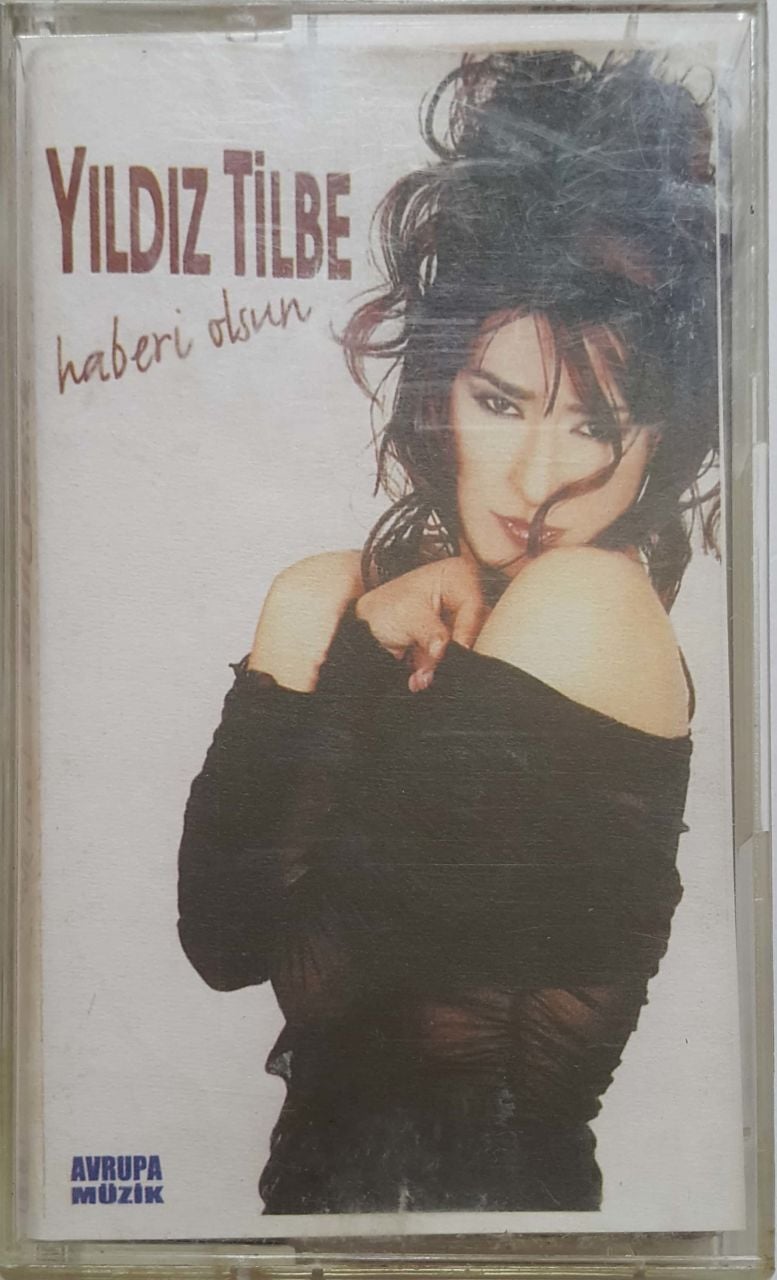 YILDIZ TİLBE
haberi olsun
AVRUPA
MÜZİK